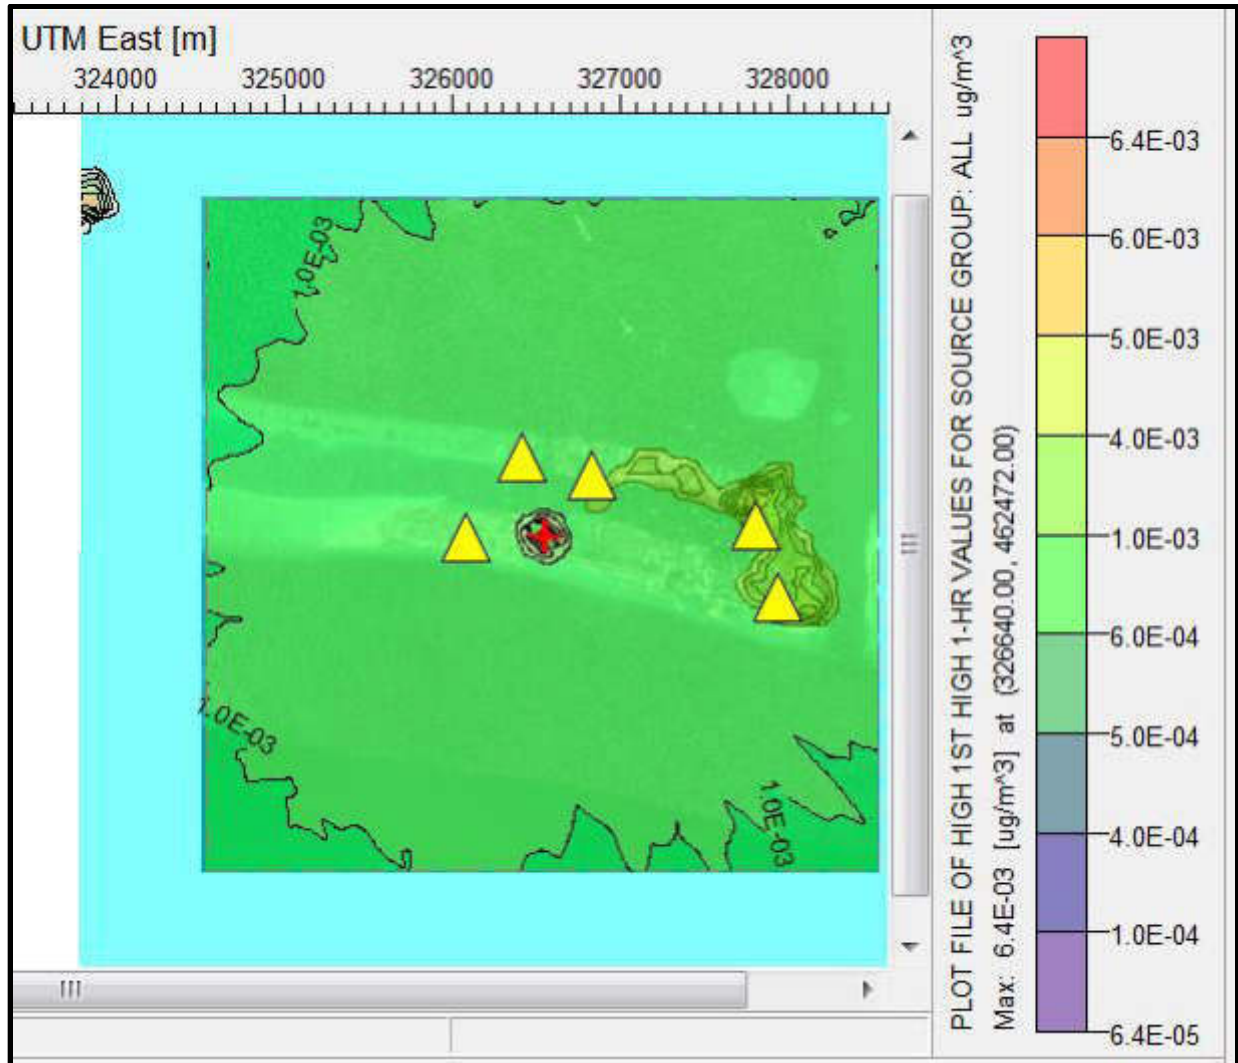 UTM East [m]
324000 325000 326000 327000 328000
1.0E-03
1.0E-03
1.0E-03
PLOT FILE OF HIGH 1ST HIGH 1-HR VALUES FOR SOURCE GROUP: ALL ug/m^3
Max: 6.4E-03 [ug/m^3] at (326640.00, 462472.00)
6.4E-03
6.0E-03
5.0E-03
4.0E-03
1.0E-03
6.0E-04
5.0E-04
4.0E-04
1.0E-04
6.4E-05